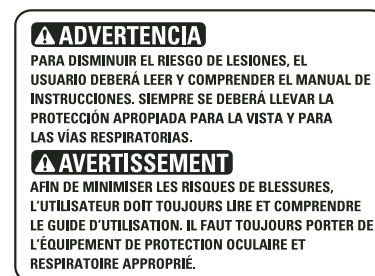 ⚠ ADVERTENCIA
PARA DISMINUIR EL RIESGO DE LESIONES, EL
USUARIO DEBERÁ LEER Y COMPRENDER EL MANUAL DE
INSTRUCCIONES. SIEMPRE SE DEBERÁ LLEVAR LA
PROTECCIÓN APROPIADA PARA LA VISTA Y PARA
LAS VÍAS RESPIRATORIAS.
⚠ AVERTISSEMENT
AFIN DE MINIMISER LES RISQUES DE BLESSURES,
L'UTILISATEUR DOIT TOUJOURS LIRE ET COMPRENDRE
LE GUIDE D'UTILISATION. IL FAUT TOUJOURS PORTER DE
L'ÉQUIPEMENT DE PROTECTION OCULAIRE ET
RESPIRATOIRE APPROPRIÉ.